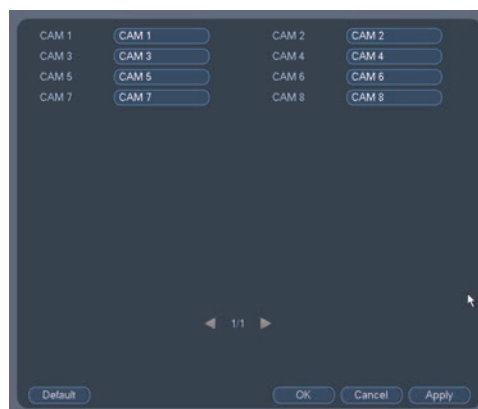 CAM 1 CAM 1 CAM 2 CAM 2
CAM 3 CAM 3 CAM 4 CAM 4
CAM 5 CAM 5 CAM 6 CAM 6
CAM 7 CAM 7 CAM 8 CAM 8
1/1
Default OK Cancel Apply